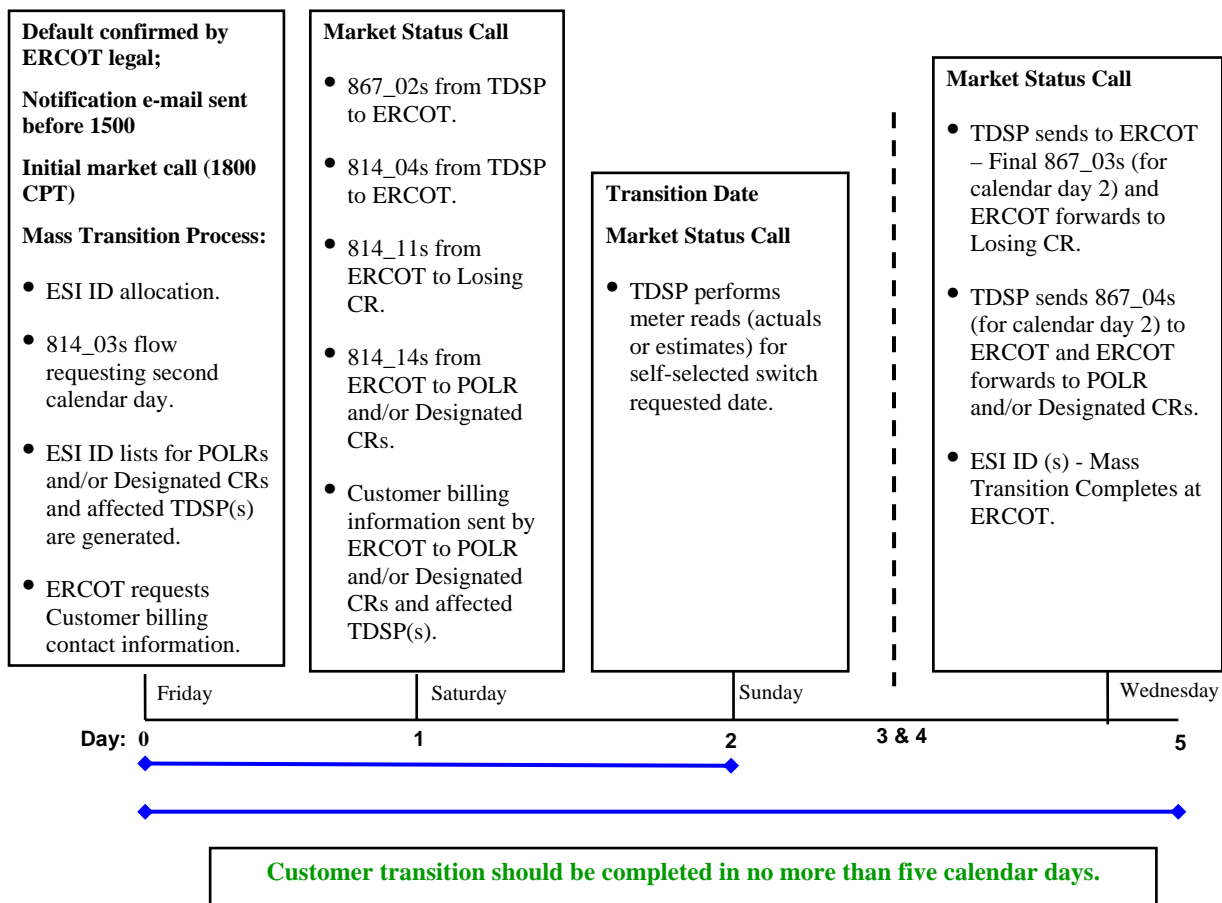 Default confirmed by
ERCOT legal;
Notification e-mail sent
before 1500
Initial market call (1800
CPT)
Mass Transition Process:
• ESI ID allocation.
• 814_03s flow
requesting second
calendar day.
• ESI ID lists for POLRs
and/or Designated CRs
and affected TDSP(s)
are generated.
• ERCOT requests
Customer billing
contact information.
Market Status Call
• 867_02s from TDSP
to ERCOT.
• 814_04s from TDSP
to ERCOT.
• 814_11s from
ERCOT to Losing
CR.
• 814_14s from
ERCOT to POLR
and/or Designated
CRs.
• Customer billing
information sent by
ERCOT to POLR
and/or Designated
CRs and affected
TDSP(s).
Transition Date
Market Status Call
• TDSP performs
meter reads (actuals
or estimates) for
self-selected switch
requested date.
Market Status Call
• TDSP sends to ERCOT
– Final 867_03s (for
calendar day 2) and
ERCOT forwards to
Losing CR.
• TDSP sends 867_04s
(for calendar day 2) to
ERCOT and ERCOT
forwards to POLR
and/or Designated CRs.
• ESI ID (s) - Mass
Transition Completes at
ERCOT.
Friday
Saturday
Sunday
Wednesday
Day: 0 1 2 3 & 4 5
Customer transition should be completed in no more than five calendar days.